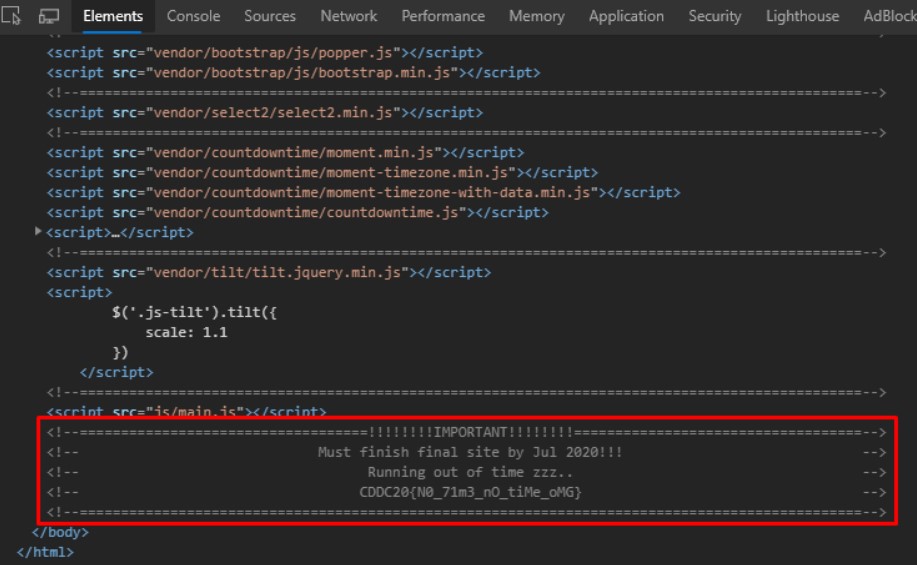 Elements Console Sources Network Performance Memory Application Security Lighthouse AdBlock
<script src="vendor/bootstrap/js/popper.js"></script>
<script src="vendor/bootstrap/js/bootstrap.min.js"></script>
<!--===============================================================================================-->
<script src="vendor/select2/select2.min.js"></script>
<!--===============================================================================================-->
<script src="vendor/countdowntime/moment.min.js"></script>
<script src="vendor/countdowntime/moment-timezone.min.js"></script>
<script src="vendor/countdowntime/moment-timezone-with-data.min.js"></script>
<script src="vendor/countdowntime/countdowntime.js"></script>
<script>…</script>
<!--===============================================================================================-->
<script src="vendor/tilt/tilt.jquery.min.js"></script>
<script>
$('.js-tilt').tilt({
scale: 1.1
})
</script>
<!--===============================================================================================-->
<script src="js/main.js"></script>
<!--===================================!!!!!!!!IMPORTANT!!!!!!!!===================================-->
<!-- Must finish final site by Jul 2020!!! -->
<!-- Running out of time zzz.. -->
<!-- CDDC20{N0_71m3_nO_tiMe_oMG} -->
<!--===============================================================================================-->
</body>
</html>